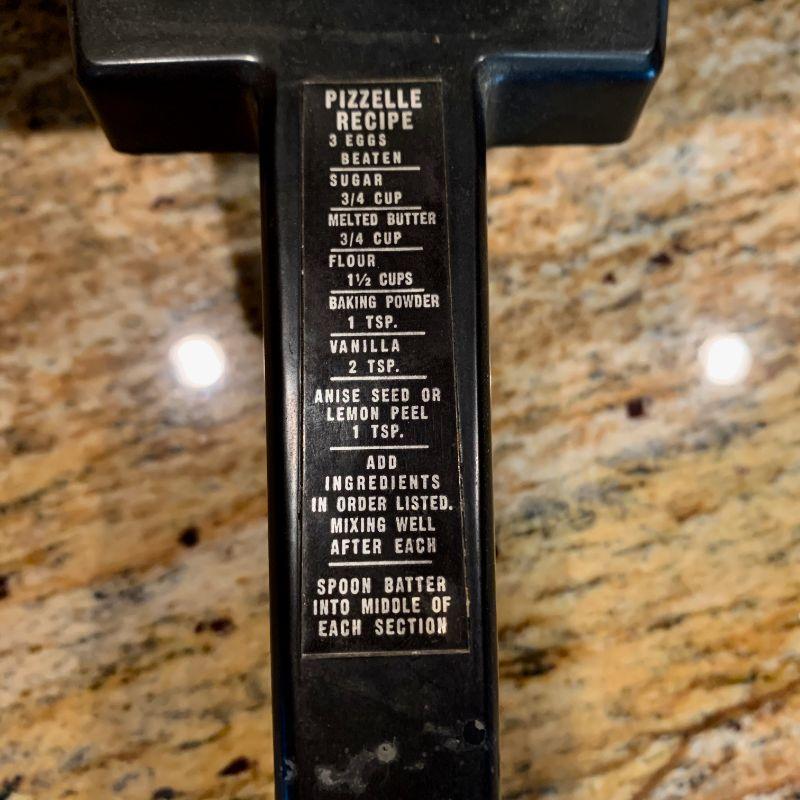 PIZZELLE
RECIPE
3 EGGS
BEATEN
SUGAR
3/4 CUP
MELTED BUTTER
3/4 CUP
FLOUR
1½ CUPS
BAKING POWDER
1 TSP.
VANILLA
2 TSP.
ANISE SEED OR
LEMON PEEL
1 TSP.
ADD
INGREDIENTS
IN ORDER LISTED.
MIXING WELL
AFTER EACH
SPOON BATTER
INTO MIDDLE OF
EACH SECTION